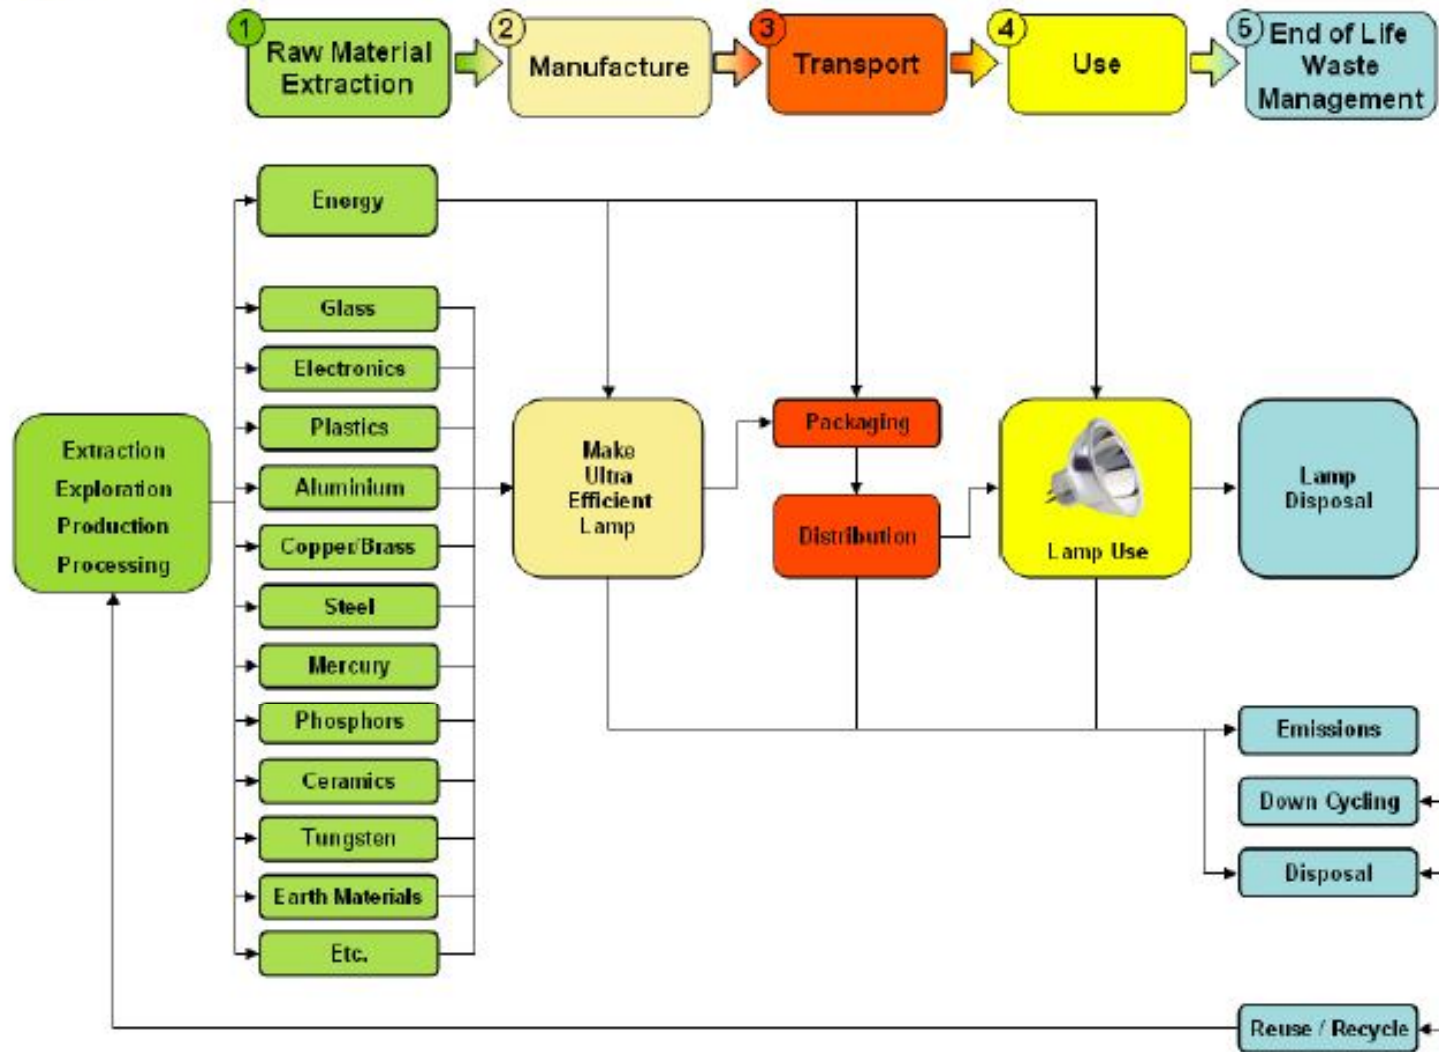 1
Raw Material
Extraction
2
Manufacture
3
Transport
4
Use
5
End of Life
Waste
Management
Energy
Glass
Electronics
Plastics
Aluminium
Copper/Brass
Steel
Mercury
Phosphors
Ceramics
Tungsten
Earth Materials
Etc.
Extraction
Exploration
Production
Processing
Make
Ultra
Efficient
Lamp
Packaging
Distribution
Lamp Use
Lamp
Disposal
Emissions
Down Cycling
Disposal
Reuse / Recycle